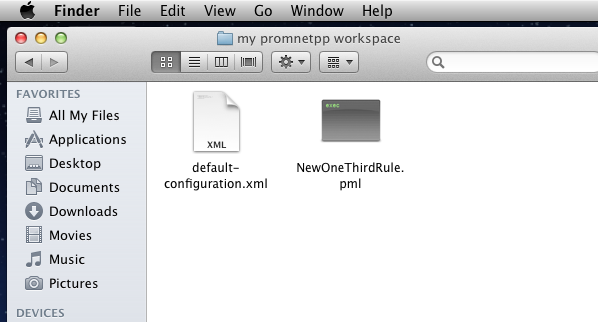 Finder File Edit View Go Window Help
my promnetpp workspace
FAVORITES
All My Files
Applications
Desktop
Documents
Downloads
Movies
Music
Pictures
DEVICES
XML
default-
configuration.xml
exec
NewOneThirdRule.
pml